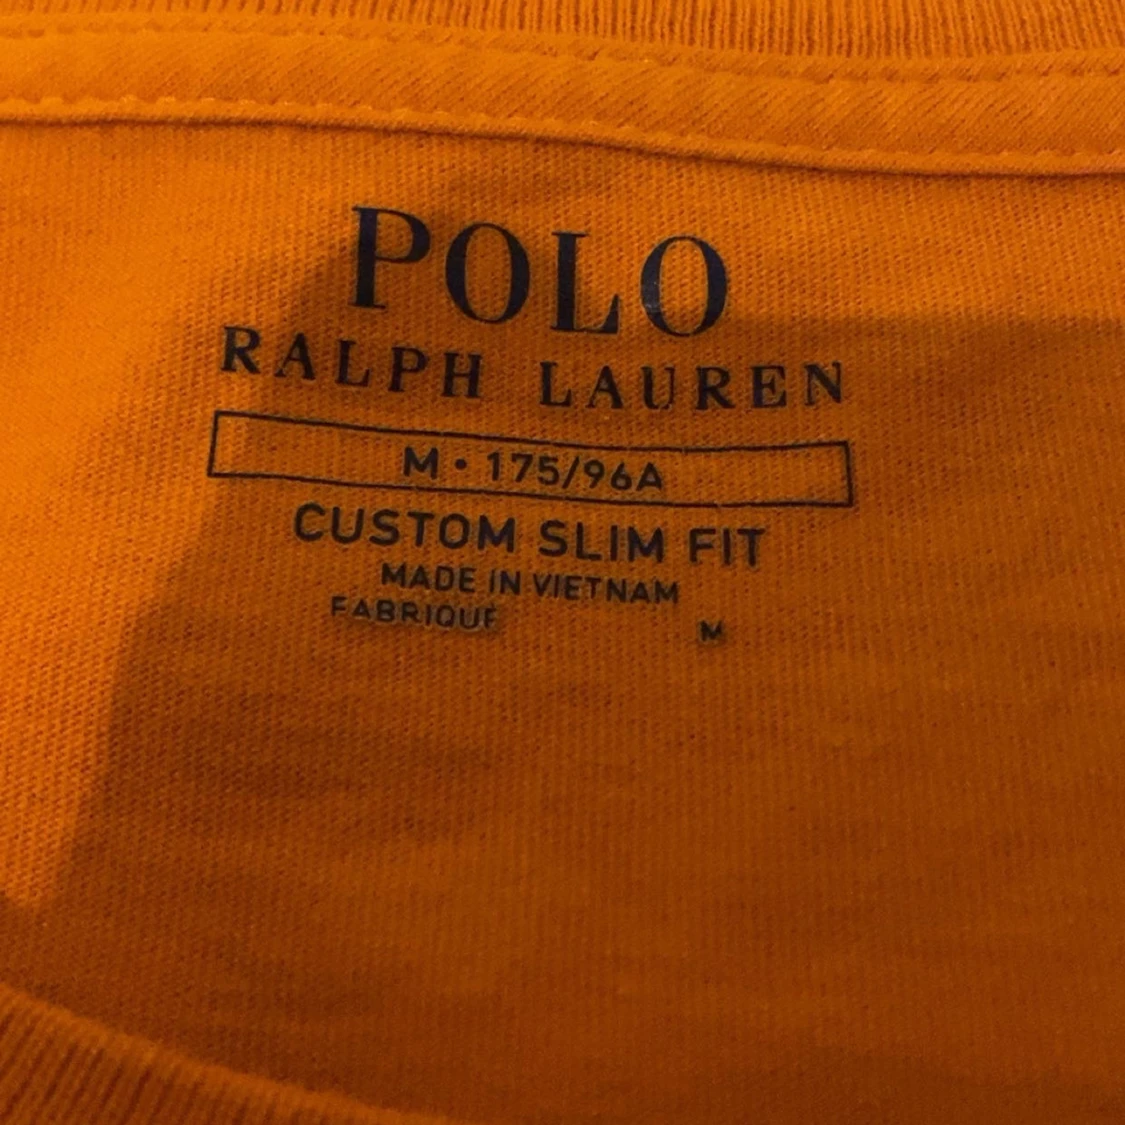 POLO
RALPH LAUREN
M • 175/96A
CUSTOM SLIM FIT
MADE IN VIETNAM
FABRIQUE M